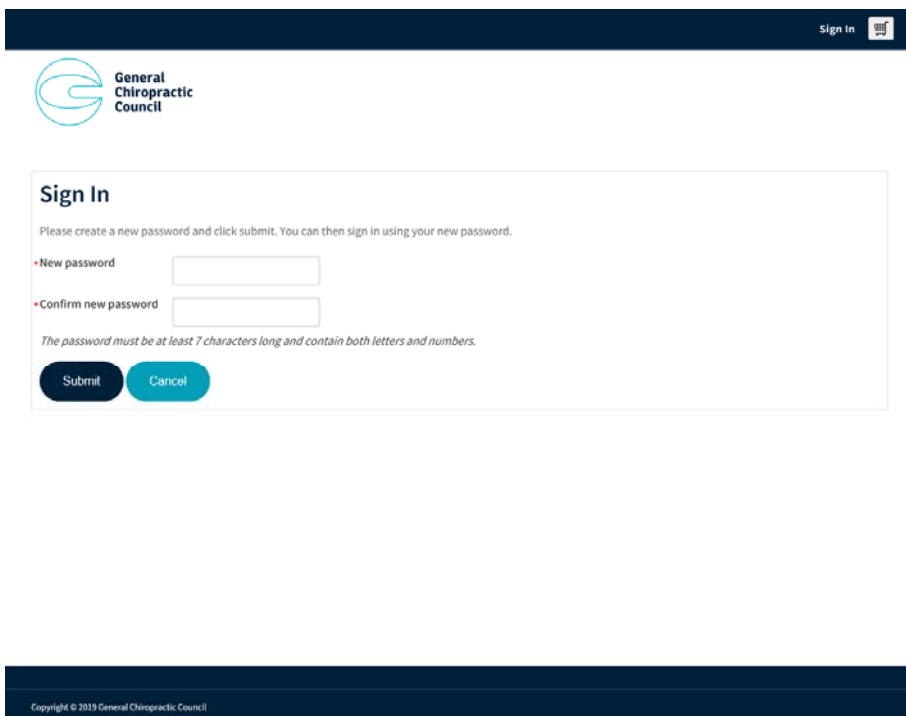 Sign In
General
Chiropractic
Council
Sign In
Please create a new password and click submit. You can then sign in using your new password.
•New password
•Confirm new password
The password must be at least 7 characters long and contain both letters and numbers.
Submit Cancel
Copyright © 2019 General Chiropractic Council